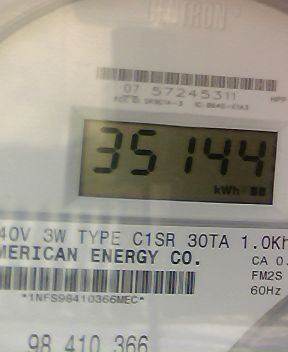 CENTRON
07 57245311
35144
kWh
40V 3W TYPE C1SR 30TA 1.0Kh
MERICAN ENERGY CO.
CA 0.
FM2S
60Hz
*1NFS98410366MEC*
98 410 366